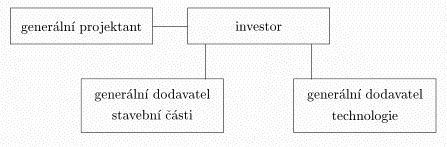 generální projektant
investor
generální dodavatel
stavební části
generální dodavatel
technologie